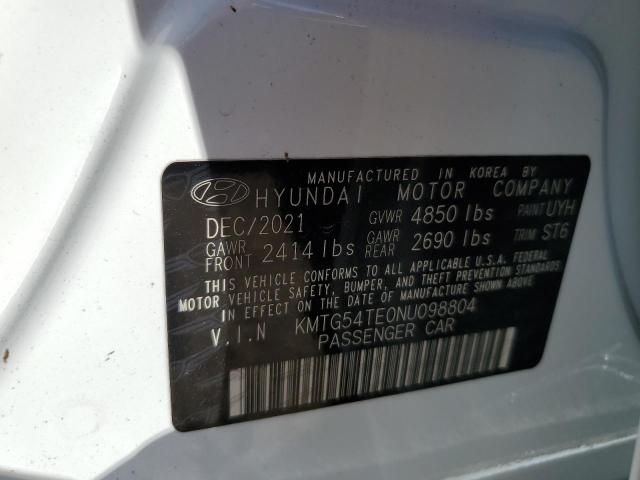 MANUFACTURED IN KOREA BY
HYUNDAI MOTOR COMPANY
DEC/2021 GVWR 4850 lbs PAINT UYH
GAWR FRONT 2414 lbs GAWR REAR 2690 lbs TRIM ST6
THIS VEHICLE CONFORMS TO ALL APPLICABLE U.S.A. FEDERAL
MOTOR VEHICLE SAFETY, BUMPER, AND THEFT PREVENTION STANDARDS
IN EFFECT ON THE DATE OF MANUFACTURE SHOWN ABOVE.
V.I.N KMTG54TE0NU098804
PASSENGER CAR